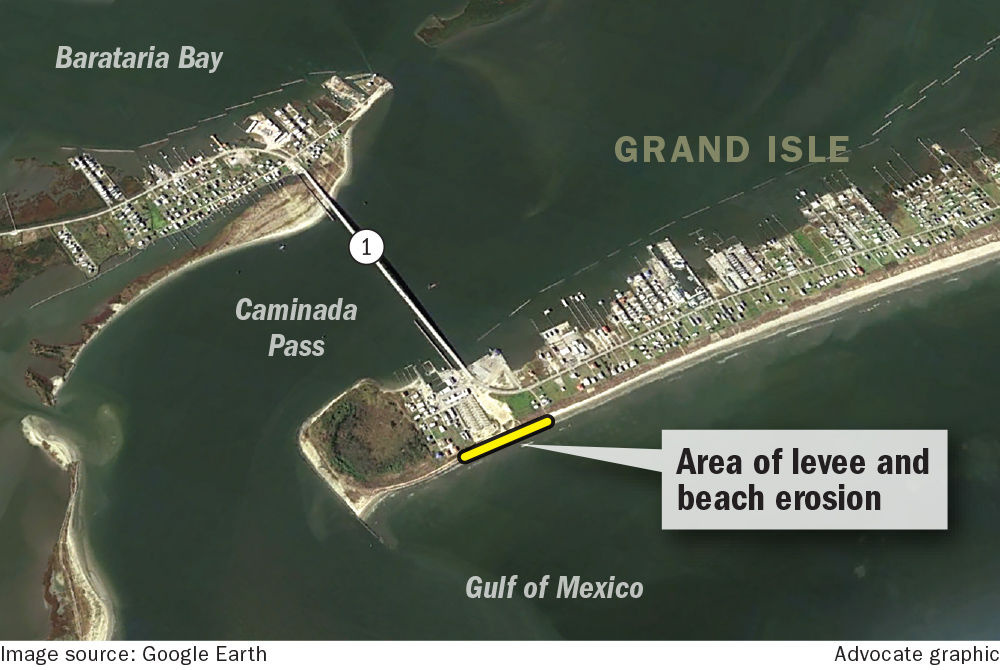 Barataria Bay
GRAND ISLE
1
Caminada
Pass
Area of levee and
beach erosion
Gulf of Mexico
Image source: Google Earth
Advocate graphic